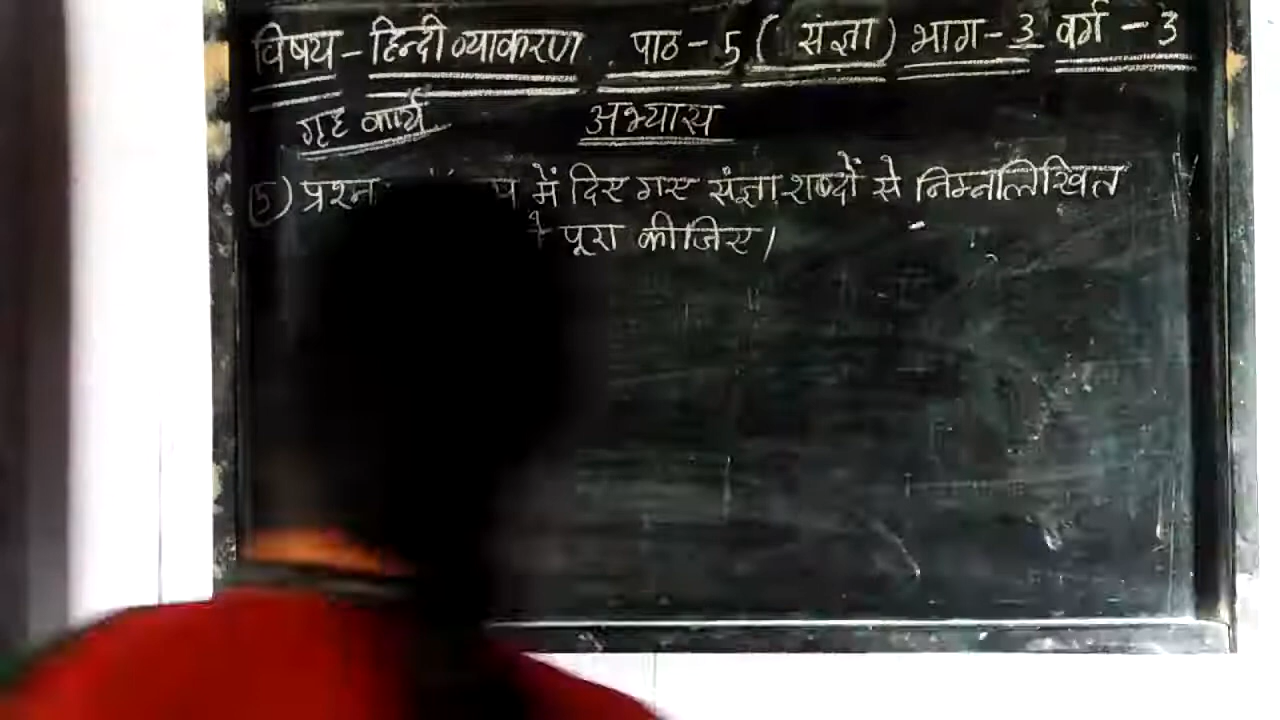 विषय - हिन्दी व्याकरण पाठ - 5 ( संज्ञा ) भाग - 3 वर्ग - 3
गृह कार्य अभ्यास
(5) प्रश्न में दिए गए संज्ञा शब्दों से निम्नलिखित
पूरा कीजिए।